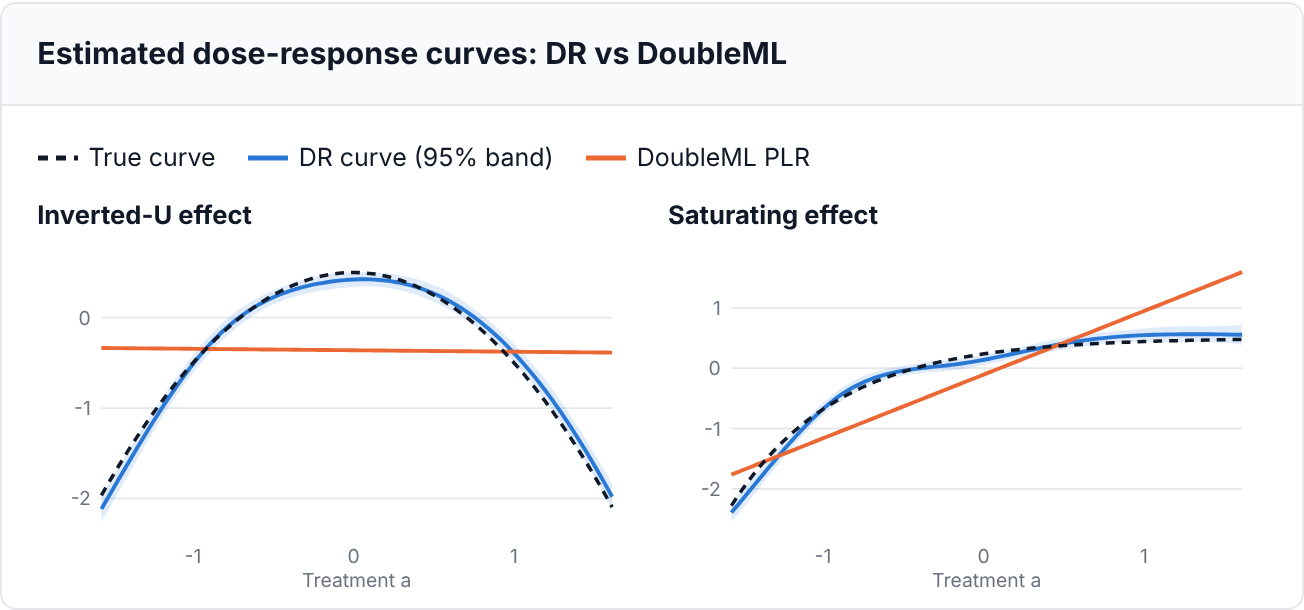 Estimated dose-response curves: DR vs DoubleML
True curve DR curve (95% band) DoubleML PLR
Inverted-U effect
0
-1
-2
-1 0 1
Treatment a
Saturating effect
1
0
-1
-2
-1 0 1
Treatment a